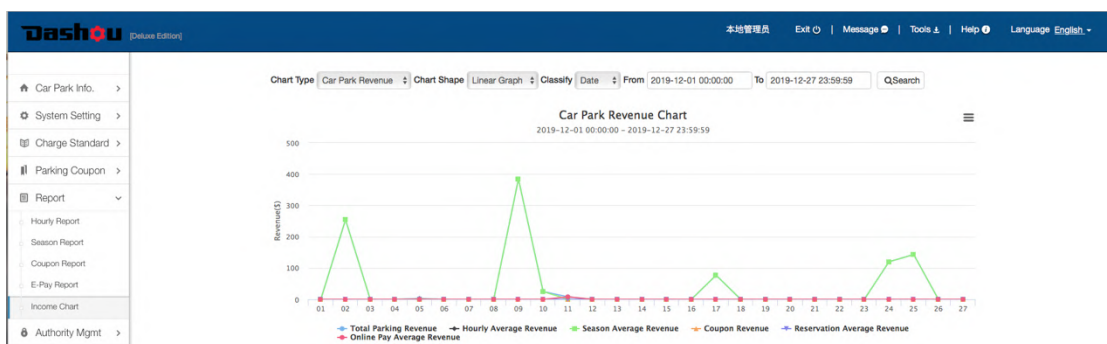 Dashou [Deluxe Edition] 本地管理员 Exit | Message | Tools | Help Language English
Chart Type Car Park Revenue Chart Shape Linear Graph Classify Date From 2019-12-01 00:00:00 To 2019-12-27 23:59:59 Search
Car Park Info.
System Setting
Charge Standard
Parking Coupon
Report
Hourly Report
Season Report
Coupon Report
E-Pay Report
Income Chart
Authority Mgmt
Car Park Revenue Chart
2019-12-01 00:00:00 - 2019-12-27 23:59:59
Revenue($)
500
400
300
200
100
0
01 02 03 04 05 06 07 08 09 10 11 12 13 14 15 16 17 18 19 20 21 22 23 24 25 26 27
Total Parking Revenue Hourly Average Revenue Season Average Revenue Coupon Revenue Reservation Average Revenue
Online Pay Average Revenue